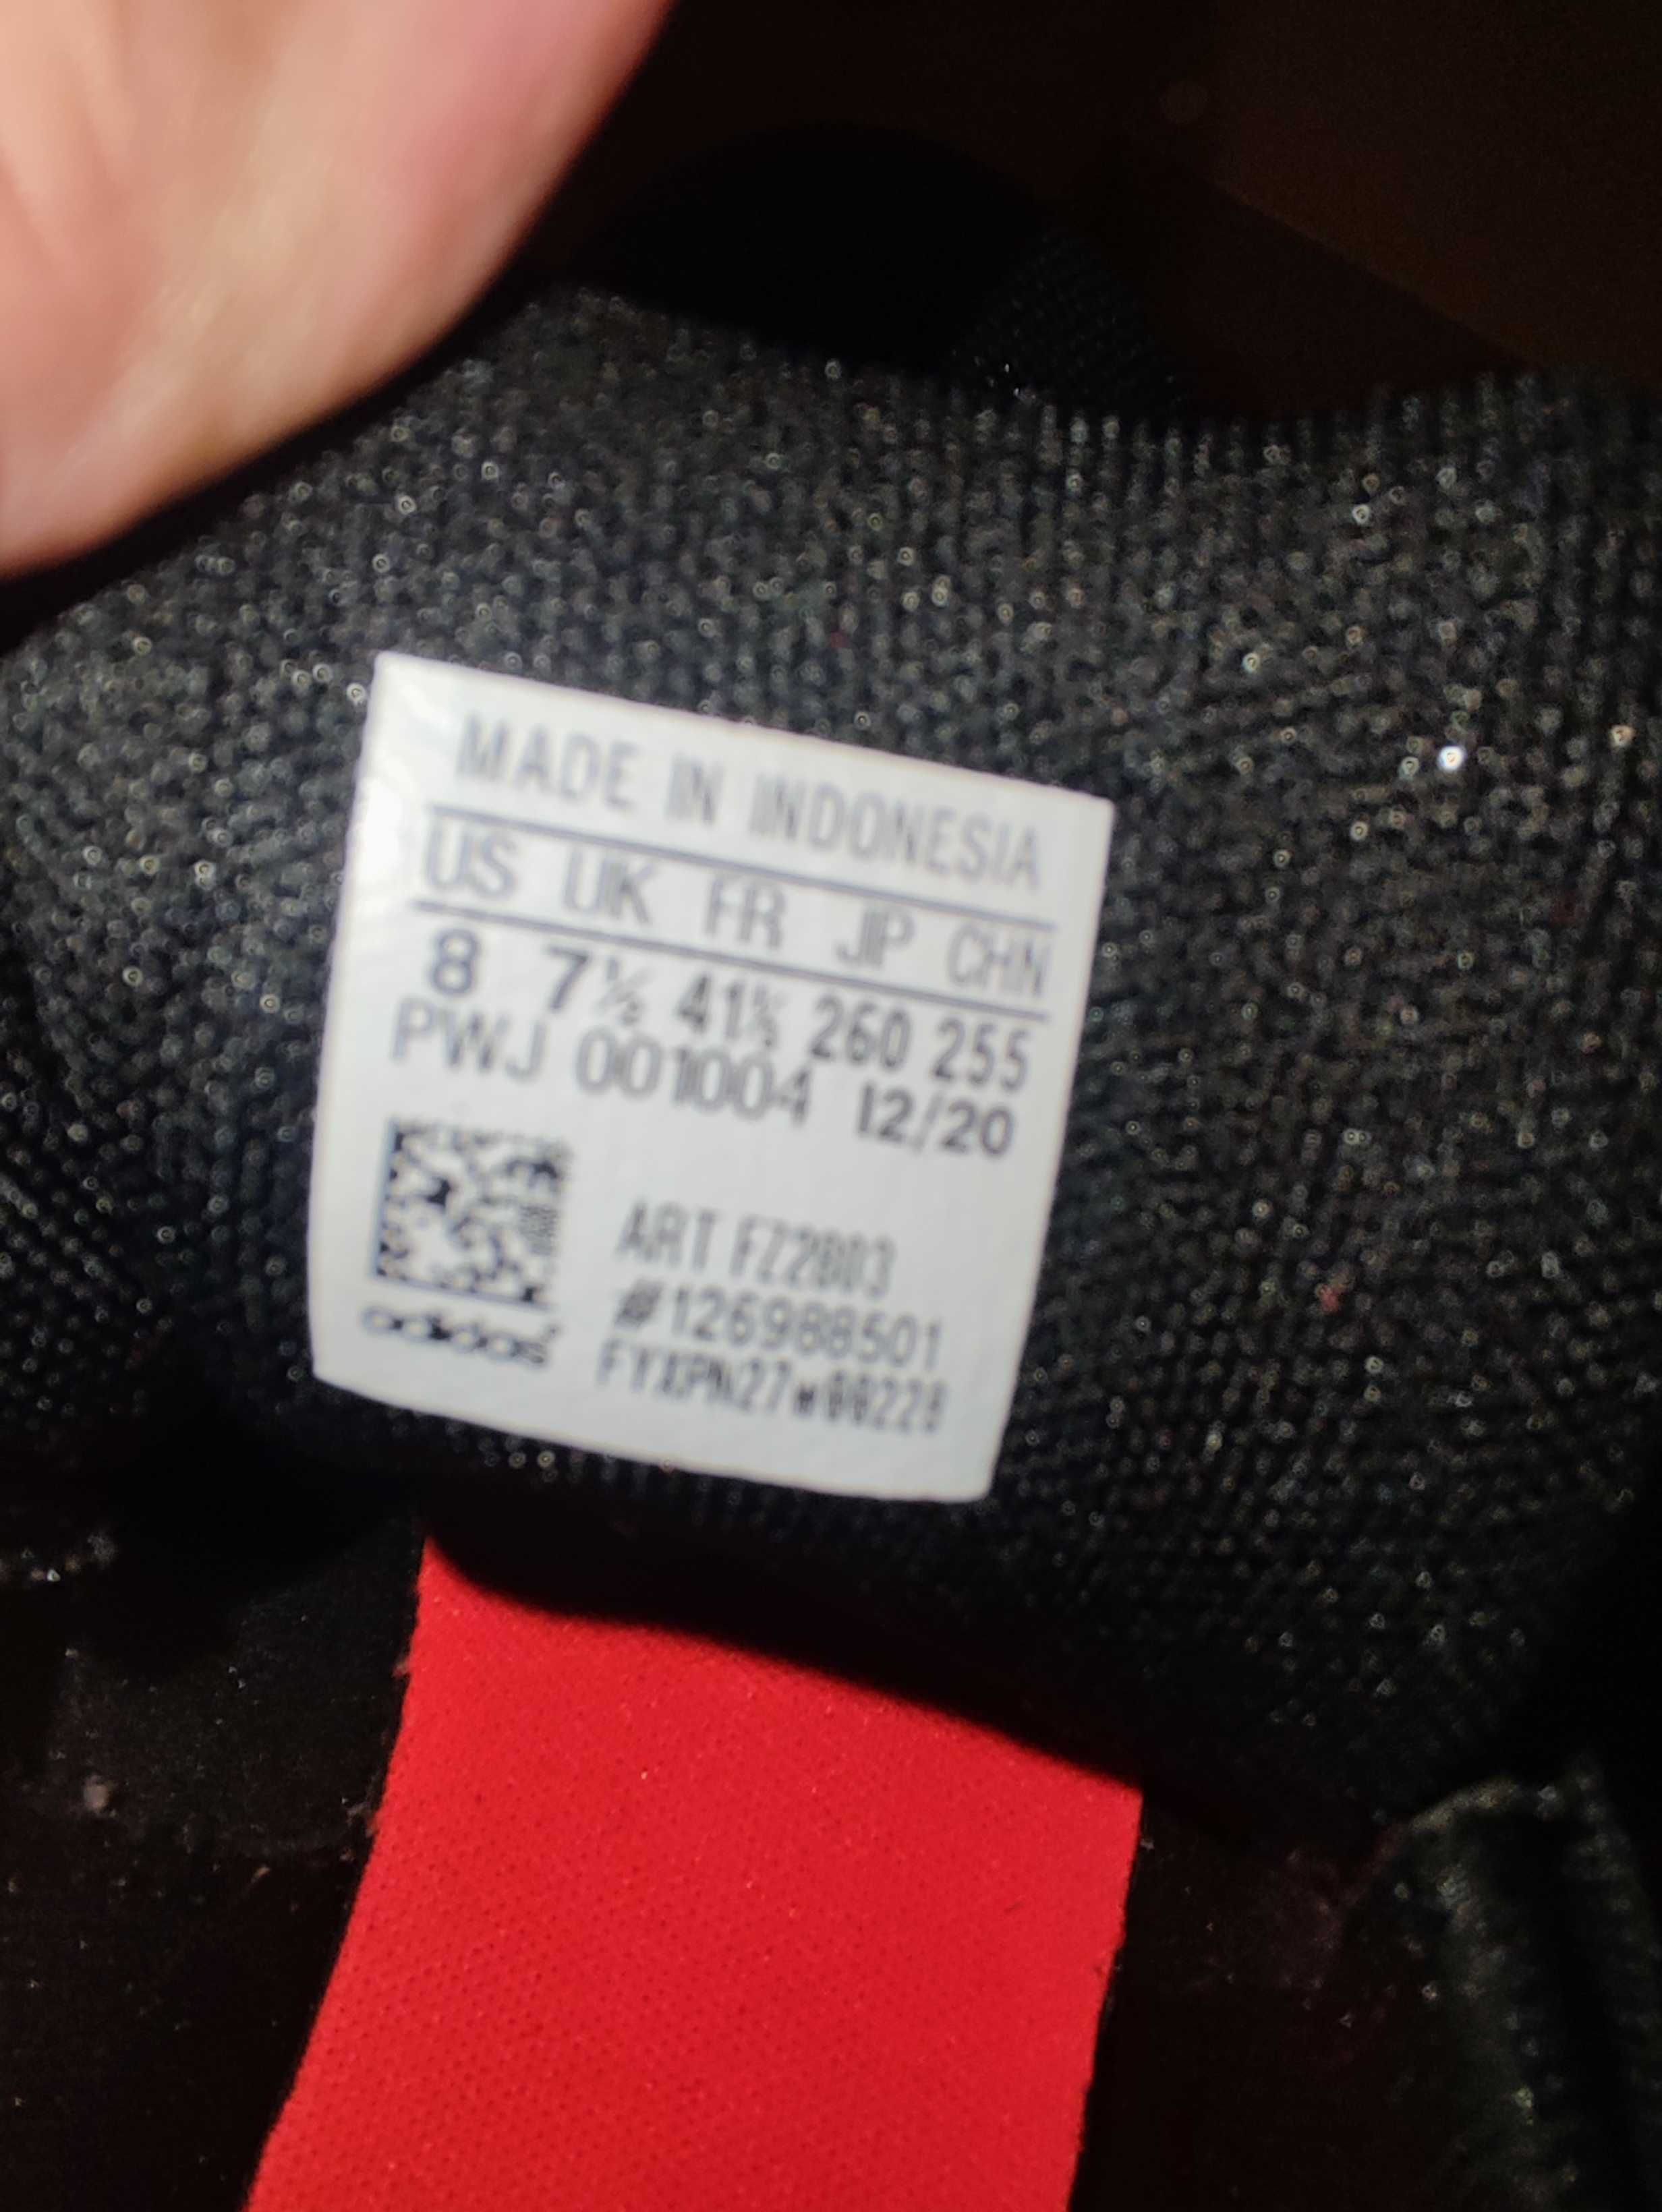 MADE IN INDONESIA
US UK FR JP CHN
8 7½ 41⅓ 260 255
PWJ 001004 12/20
ART FZ2803
#126988501
adidas